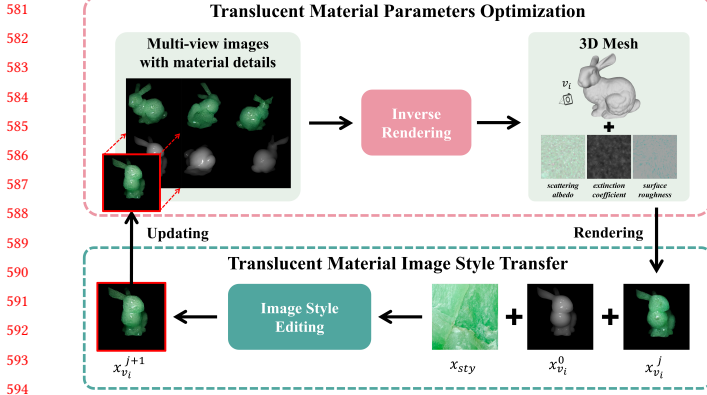 581
582
583
584
585
586
587
588
589
590
591
592
593
594
Translucent Material Parameters Optimization
Multi-view images
with material details
Inverse
Rendering
3D Mesh
v_i
+
scattering
albedo
extinction
coefficient
surface
roughness
Updating
Rendering
Translucent Material Image Style Transfer
Image Style
Editing
+
+
x_{v_i}^{j+1}
x_{sty}
x_{v_i}^{0}
x_{v_i}^{j}